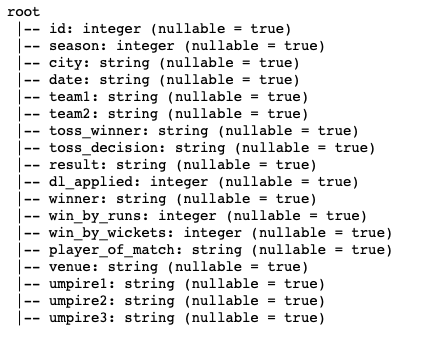 root
 |-- id: integer (nullable = true)
 |-- season: integer (nullable = true)
 |-- city: string (nullable = true)
 |-- date: string (nullable = true)
 |-- team1: string (nullable = true)
 |-- team2: string (nullable = true)
 |-- toss_winner: string (nullable = true)
 |-- toss_decision: string (nullable = true)
 |-- result: string (nullable = true)
 |-- dl_applied: integer (nullable = true)
 |-- winner: string (nullable = true)
 |-- win_by_runs: integer (nullable = true)
 |-- win_by_wickets: integer (nullable = true)
 |-- player_of_match: string (nullable = true)
 |-- venue: string (nullable = true)
 |-- umpire1: string (nullable = true)
 |-- umpire2: string (nullable = true)
 |-- umpire3: string (nullable = true)